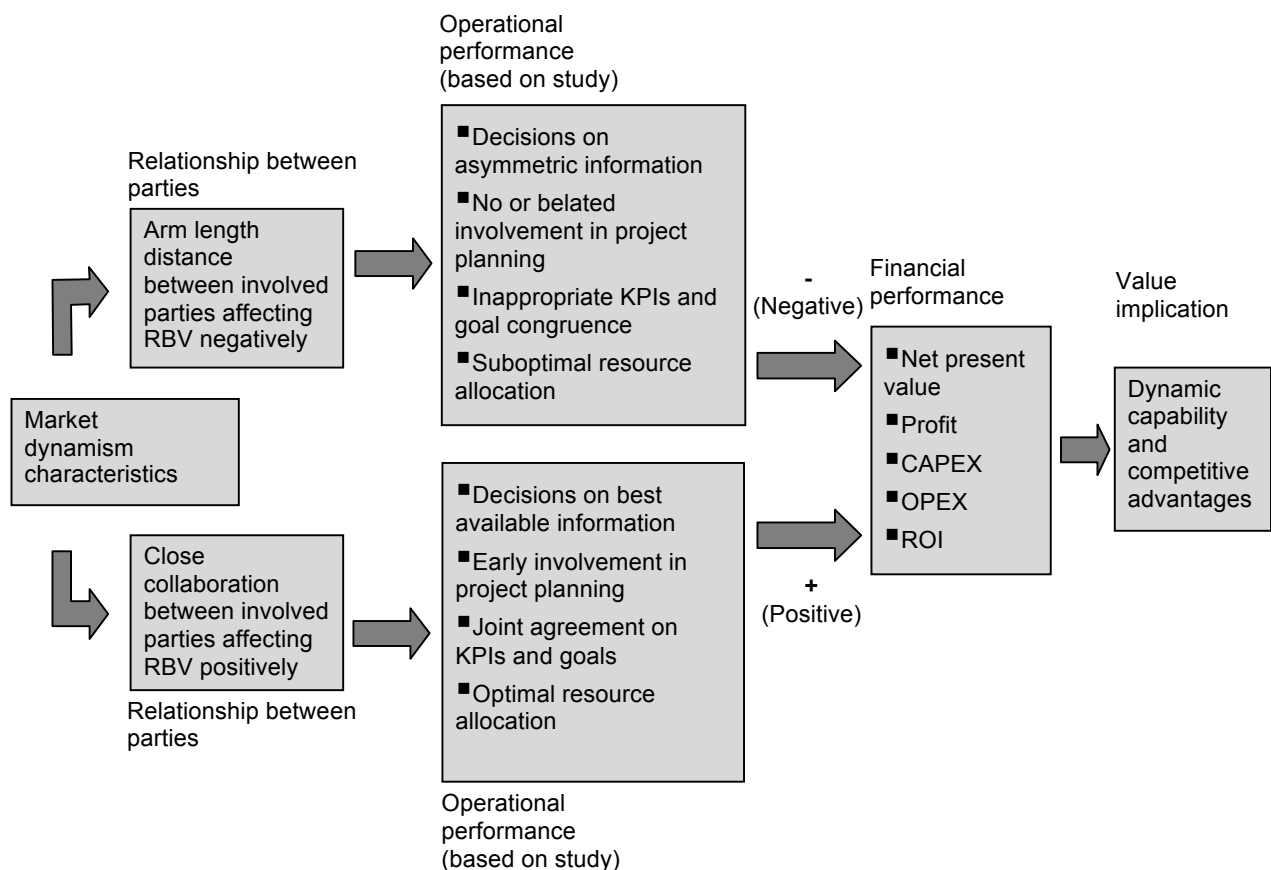 Operational
performance
(based on study)
■Decisions on
asymmetric information
■No or belated
involvement in project
planning
■Inappropriate KPIs and
goal congruence
■Suboptimal resource
allocation
Relationship between
parties
Arm length
distance
between involved
parties affecting
RBV negatively
-
(Negative)
Financial
performance
Value
implication
■Net present
value
■Profit
■CAPEX
■OPEX
■ROI
Dynamic
capability
and
competitive
advantages
Market
dynamism
characteristics
■Decisions on best
available information
■Early involvement in
project planning
■Joint agreement on
KPIs and goals
■Optimal resource
allocation
+
(Positive)
Close
collaboration
between involved
parties affecting
RBV positively
Relationship between
parties
Operational
performance
(based on study)